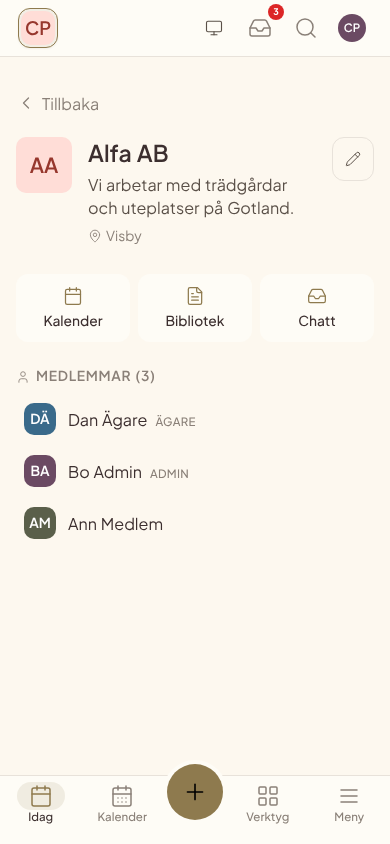 CP
3
CP
Tillbaka
AA
Alfa AB
Vi arbetar med trädgårdar
och uteplatser på Gotland.
Visby
Kalender
Bibliotek
Chatt
MEDLEMMAR (3)
DÄ Dan Ägare ÄGARE
BA Bo Admin ADMIN
AM Ann Medlem
Idag
Kalender
Verktyg
Meny